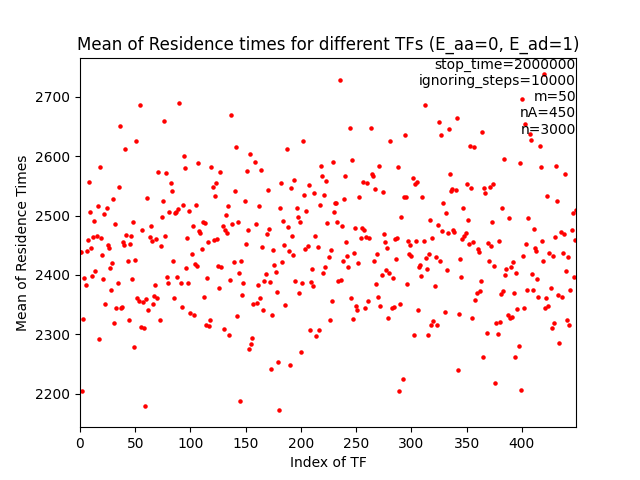 Mean of Residence times for different TFs (E_aa=0, E_ad=1)
stop_time=2000000
ignoring_steps=10000
m=50
nA=450
n=3000
2700
2600
2500
2400
2300
2200
Mean of Residence Times
0 50 100 150 200 250 300 350 400
Index of TF